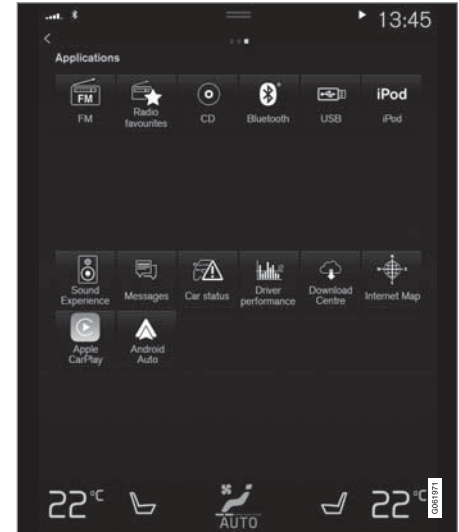 13:45
Applications
FM
FM
Radio favourites
CD
Bluetooth
USB
iPod
iPod
Sound Experience
Messages
Car status
Driver performance
Download Centre
Internet Map
Apple CarPlay
Android Auto
22°C
AUTO
22°C
G061971